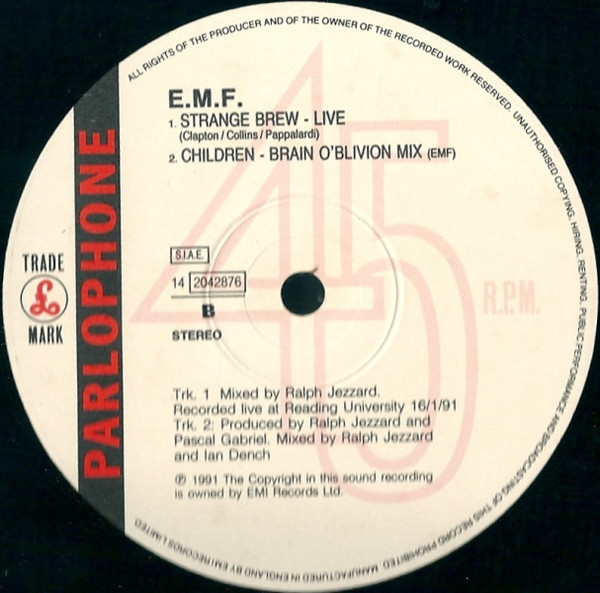 ALL RIGHTS OF THE PRODUCER AND OF THE OWNER OF THE RECORDED WORK RESERVED. UNAUTHORISED COPYING, HIRING, RENTING, PUBLIC PERFORMANCE AND BROADCASTING OF THIS RECORD PROHIBITED. MANUFACTURED IN ENGLAND BY EMI RECORDS LIMITED
E.M.F.
1. STRANGE BREW - LIVE
(Clapton / Collins / Pappalardi)
2. CHILDREN - BRAIN O'BLIVION MIX (EMF)
PARLOPHONE
TRADE
£
MARK
45
R.P.M.
S.I.A.E.
14 2042876
B
STEREO
Trk. 1 Mixed by Ralph Jezzard.
Recorded live at Reading University 16/1/91
Trk. 2: Produced by Ralph Jezzard and
Pascal Gabriel. Mixed by Ralph Jezzard
and Ian Dench
℗ 1991 The Copyright in this sound recording
is owned by EMI Records Ltd.